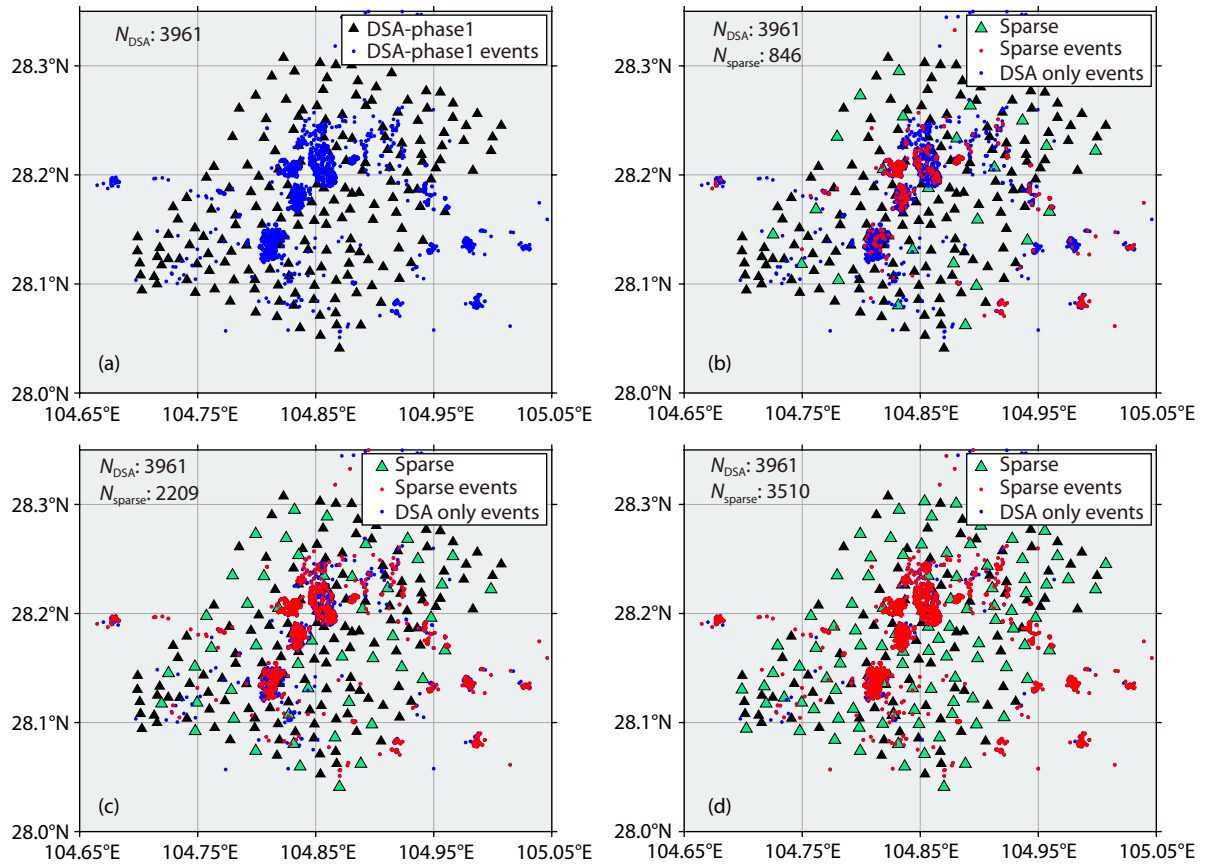 N_DSA: 3961
DSA-phase1
DSA-phase1 events
28.3°N
28.2°N
28.1°N
28.0°N
(a)
104.65°E 104.75°E 104.85°E 104.95°E 105.05°E
N_DSA: 3961
N_sparse: 846
Sparse
Sparse events
DSA only events
28.3°N
28.2°N
28.1°N
28.0°N
(b)
104.65°E 104.75°E 104.85°E 104.95°E 105.05°E
N_DSA: 3961
N_sparse: 2209
Sparse
Sparse events
DSA only events
28.3°N
28.2°N
28.1°N
28.0°N
(c)
104.65°E 104.75°E 104.85°E 104.95°E 105.05°E
N_DSA: 3961
N_sparse: 3510
Sparse
Sparse events
DSA only events
28.3°N
28.2°N
28.1°N
28.0°N
(d)
104.65°E 104.75°E 104.85°E 104.95°E 105.05°E